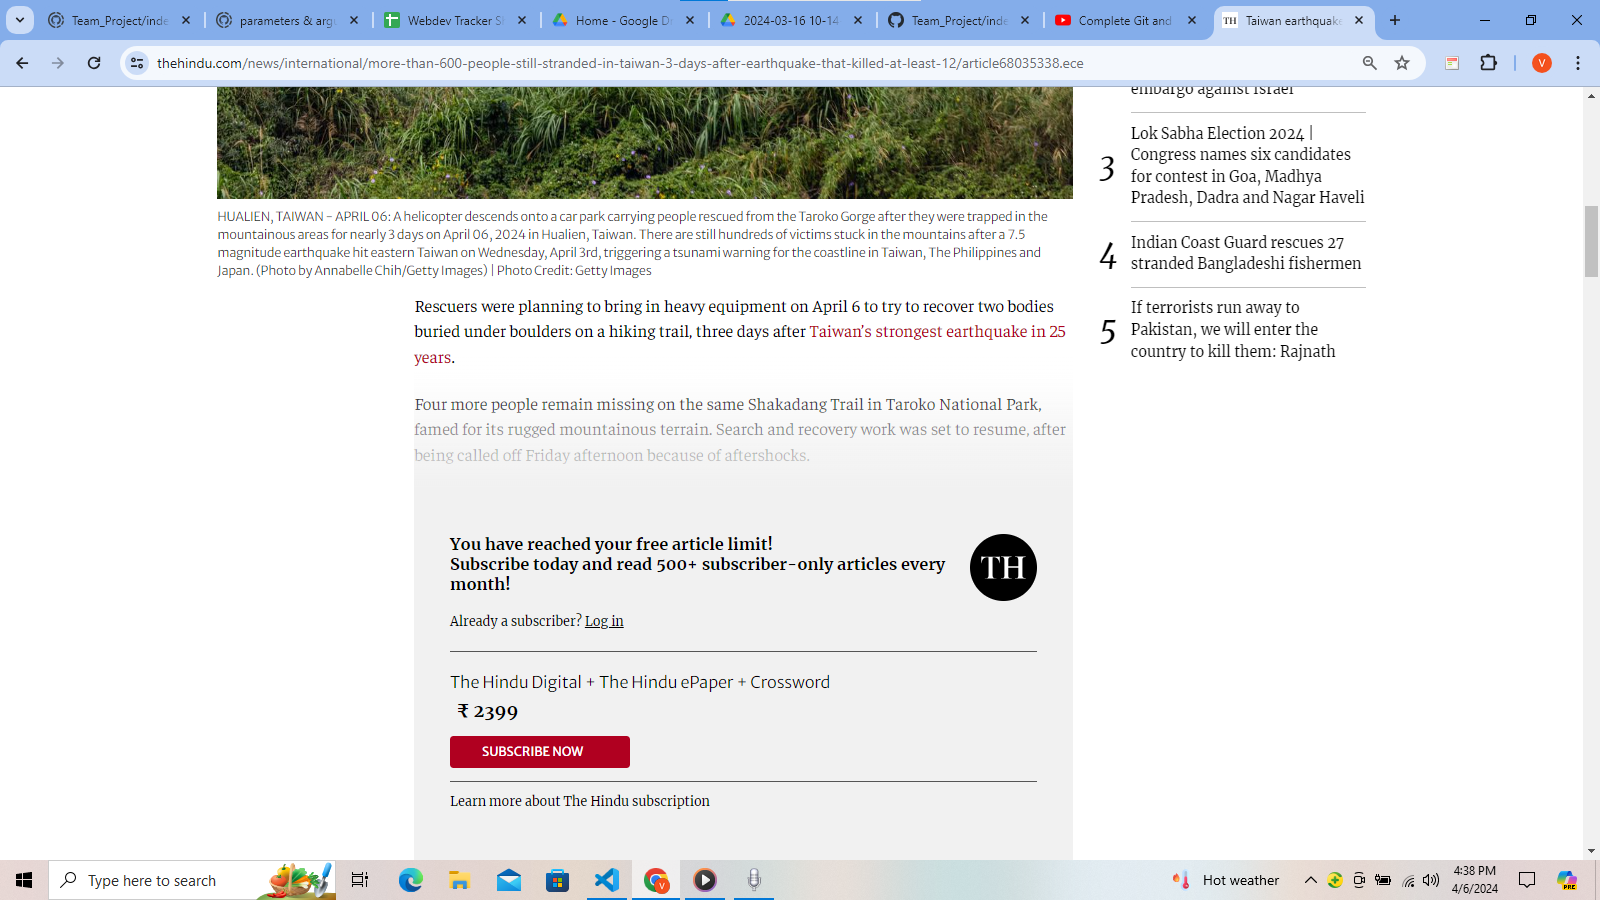 Team_Project/inde
parameters & argu
Webdev Tracker Sh
Home - Google Dr
2024-03-16 10-14
Team_Project/inde
Complete Git and
TH
Taiwan earthquake
thehindu.com/news/international/more-than-600-people-still-stranded-in-taiwan-3-days-after-earthquake-that-killed-at-least-12/article68035338.ece
V
HUALIEN, TAIWAN - APRIL 06: A helicopter descends onto a car park carrying people rescued from the Taroko Gorge after they were trapped in the
mountainous areas for nearly 3 days on April 06, 2024 in Hualien, Taiwan. There are still hundreds of victims stuck in the mountains after a 7.5
magnitude earthquake hit eastern Taiwan on Wednesday, April 3rd, triggering a tsunami warning for the coastline in Taiwan, The Philippines and
Japan. (Photo by Annabelle Chih/Getty Images) | Photo Credit: Getty Images
Rescuers were planning to bring in heavy equipment on April 6 to try to recover two bodies
buried under boulders on a hiking trail, three days after Taiwan's strongest earthquake in 25
years.
Four more people remain missing on the same Shakadang Trail in Taroko National Park,
famed for its rugged mountainous terrain. Search and recovery work was set to resume, after
being called off Friday afternoon because of aftershocks.
You have reached your free article limit!
Subscribe today and read 500+ subscriber-only articles every
month!
TH
Already a subscriber? Log in
The Hindu Digital + The Hindu ePaper + Crossword
₹ 2399
SUBSCRIBE NOW
Learn more about The Hindu subscription
embargo against Israel
3
Lok Sabha Election 2024 |
Congress names six candidates
for contest in Goa, Madhya
Pradesh, Dadra and Nagar Haveli
4
Indian Coast Guard rescues 27
stranded Bangladeshi fishermen
5
If terrorists run away to
Pakistan, we will enter the
country to kill them: Rajnath
Type here to search
V
Hot weather
4:38 PM
4/6/2024
PRE